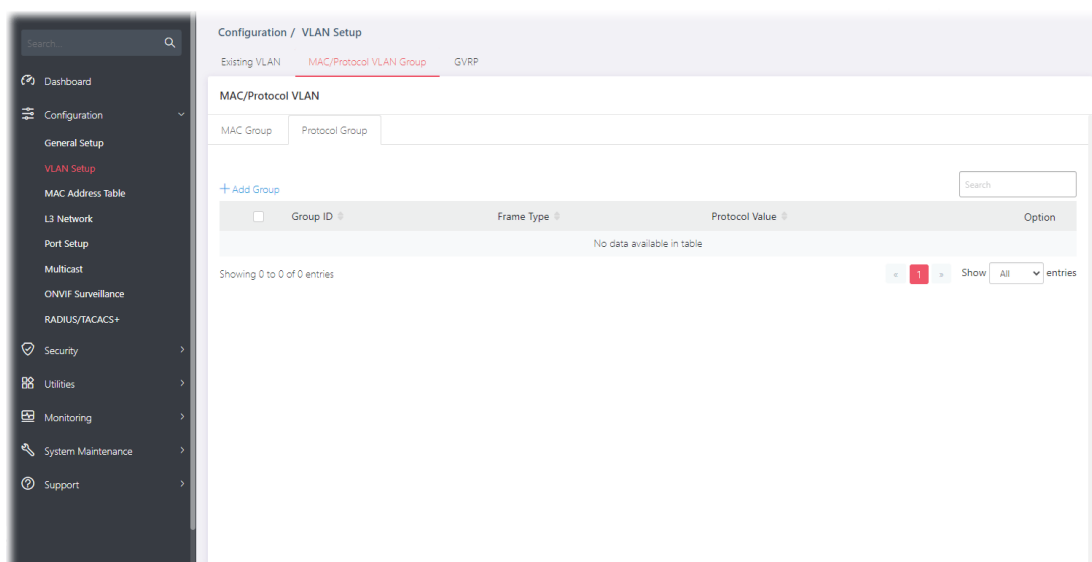 Search...
Dashboard
Configuration
General Setup
VLAN Setup
MAC Address Table
L3 Network
Port Setup
Multicast
ONVIF Surveillance
RADIUS/TACACS+
Security
Utilities
Monitoring
System Maintenance
Support
Configuration / VLAN Setup
Existing VLAN MAC/Protocol VLAN Group GVRP
MAC/Protocol VLAN
MAC Group Protocol Group
+ Add Group Search
Group ID Frame Type Protocol Value Option
No data available in table
Showing 0 to 0 of 0 entries « 1 » Show All entries